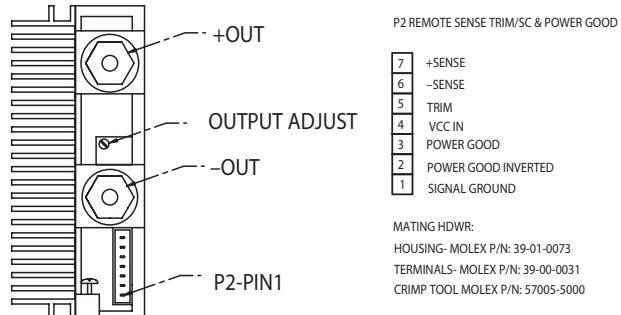 +OUT
OUTPUT ADJUST
–OUT
P2-PIN1
P2 REMOTE SENSE TRIM/SC & POWER GOOD
7 +SENSE
6 –SENSE
5 TRIM
4 VCC IN
3 POWER GOOD
2 POWER GOOD INVERTED
1 SIGNAL GROUND
MATING HDWR:
HOUSING- MOLEX P/N: 39-01-0073
TERMINALS- MOLEX P/N: 39-00-0031
CRIMP TOOL MOLEX P/N: 57005-5000